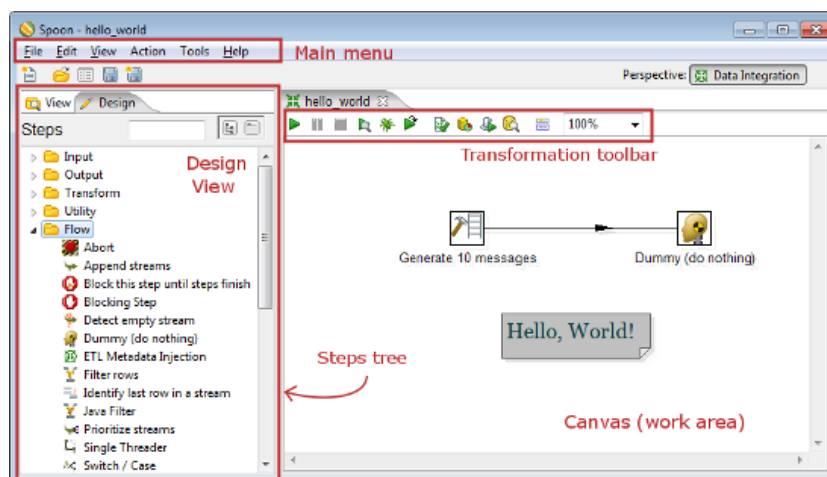 Spoon - hello_world
File Edit View Action Tools Help
Main menu
Perspective: Data Integration
View Design
hello_world
Steps
100%
Transformation toolbar
Design
View
Input
Output
Transform
Utility
Flow
Abort
Append streams
Block this step until steps finish
Blocking Step
Detect empty stream
Dummy (do nothing)
ETL Metadata Injection
Filter rows
Identify last row in a stream
Java Filter
Prioritize streams
Single Threader
Switch / Case
Generate 10 messages
Dummy (do nothing)
Hello, World!
Steps tree
Canvas (work area)